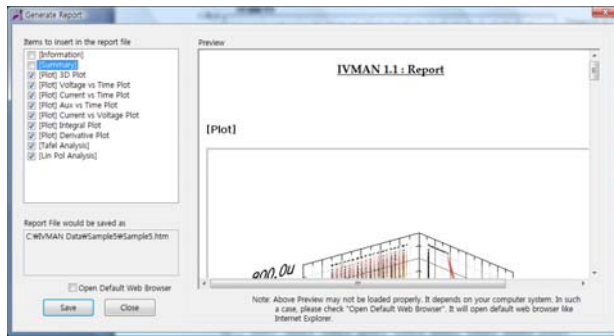 Generate Report
Items to insert in the report file
[Information]
[Summary]
[Plot] 3D Plot
[Plot] Voltage vs Time Plot
[Plot] Current vs Time Plot
[Plot] Aux vs Time Plot
[Plot] Current vs Voltage Plot
[Plot] Integral Plot
[Plot] Derivative Plot
[Tafel Analysis]
[Lin Pol Analysis]
Report File would be saved as
C:₩IVMAN Data₩Sample5₩Sample5.htm
Open Default Web Browser
Save
Close
Preview
IVMAN 1.1 : Report
[Plot]
800.0u
Note: Above Preview may not be loaded properly. It depends on your computer system. In such
a case, please check "Open Default Web Browser". It will open default web browser like
Internet Explorer.